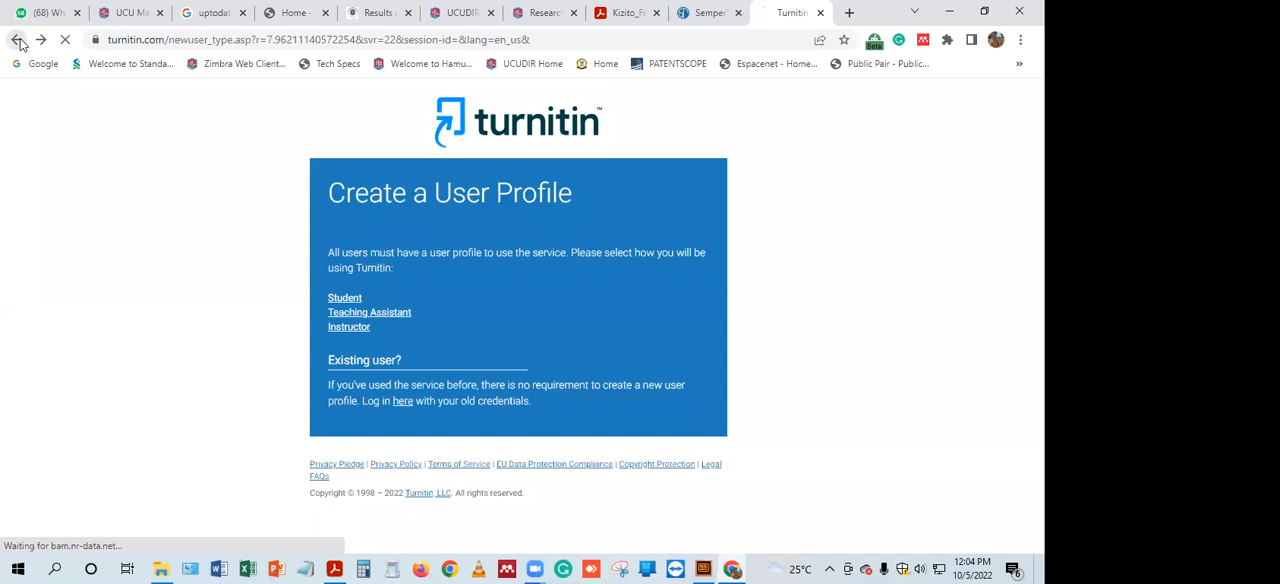 (68) Wh
UCU Ma
uptodat
Home -
Results
UCUDIR
Researc
Kizito_Fa
Semper
Turnitin
turnitin.com/newuser_type.asp?r=7.96211140572254&svr=22&session-id=&lang=en_us&
Beta
Google
Welcome to Standa...
Zimbra Web Client...
Tech Specs
Welcome to Hamu...
UCUDIR Home
Home
PATENTSCOPE
Espacenet - Home...
Public Pair - Public...
»
turnitin™
Create a User Profile
All users must have a user profile to use the service. Please select how you will be
using Turnitin:
Student
Teaching Assistant
Instructor
Existing user?
If you've used the service before, there is no requirement to create a new user
profile. Log in here with your old credentials.
Privacy Pledge | Privacy Policy | Terms of Service | EU Data Protection Compliance | Copyright Protection | Legal
FAQs
Copyright © 1998 – 2022 Turnitin, LLC. All rights reserved.
Waiting for bam.nr-data.net...
25°C
12:04 PM
10/5/2022